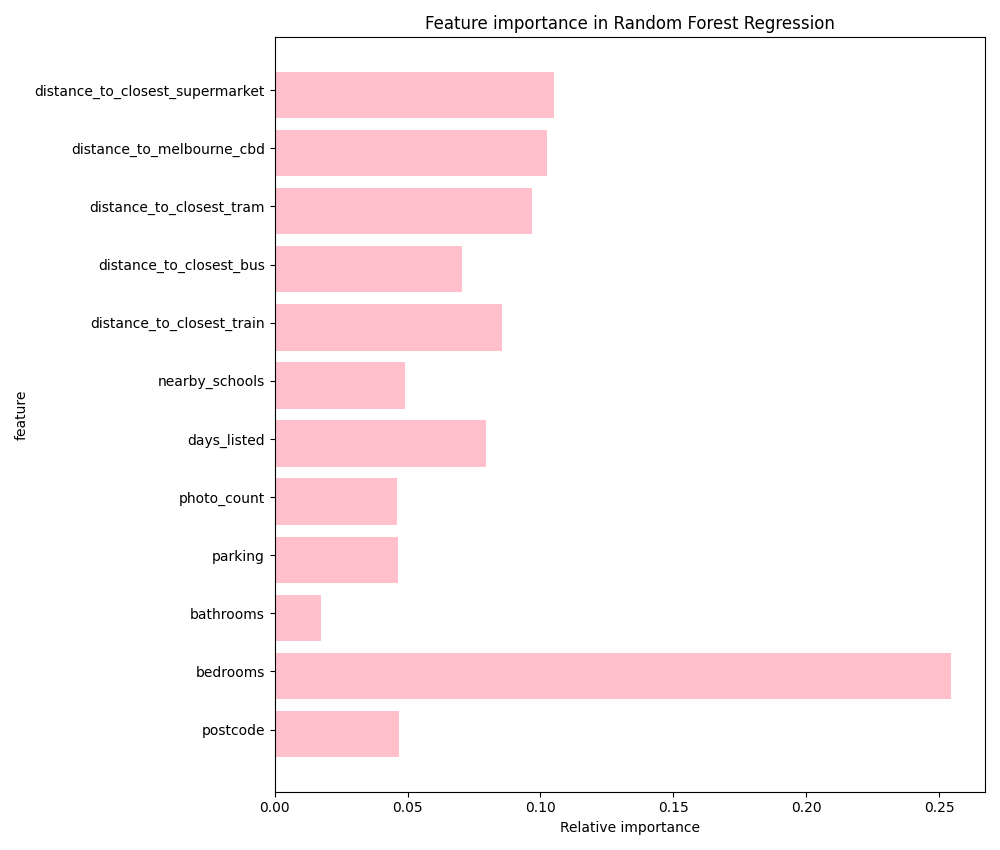 Feature importance in Random Forest Regression
distance_to_closest_supermarket
distance_to_melbourne_cbd
distance_to_closest_tram
distance_to_closest_bus
distance_to_closest_train
nearby_schools
days_listed
photo_count
parking
bathrooms
bedrooms
postcode
feature
0.00 0.05 0.10 0.15 0.20 0.25
Relative importance